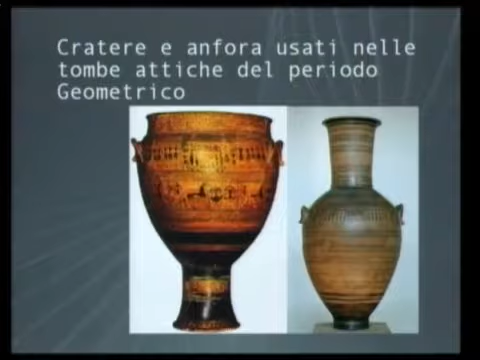 Cratere e anfora usati nelle
tombe attiche del periodo
Geometrico